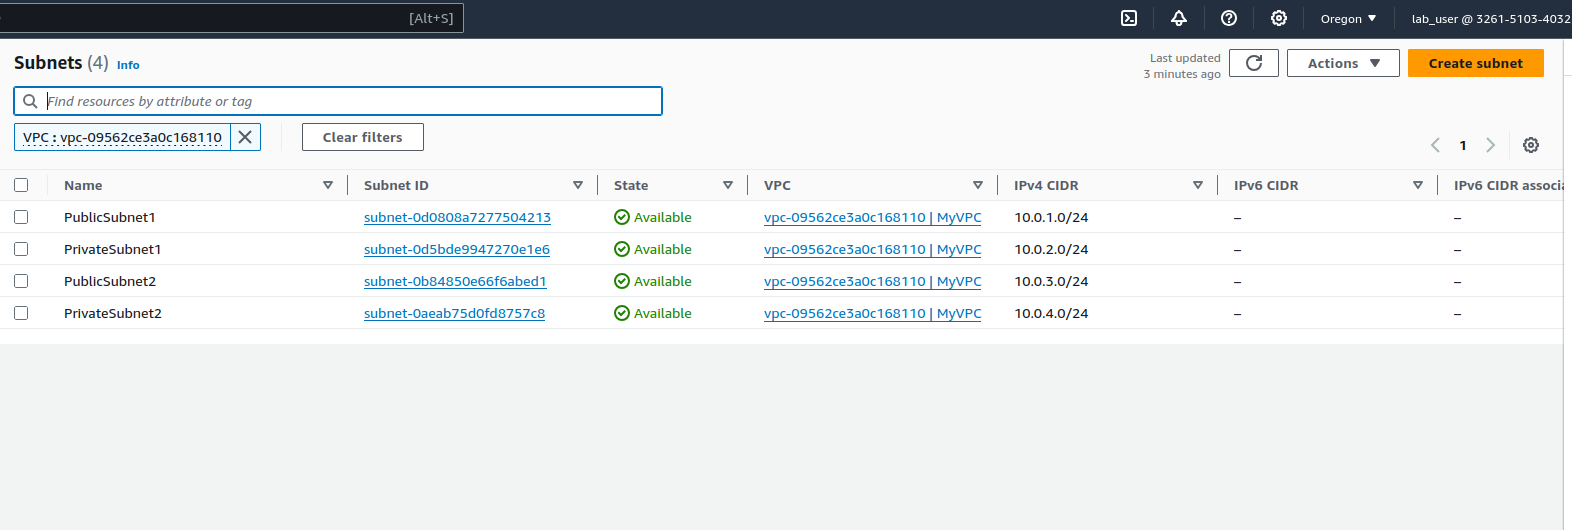 [Alt+S]
Oregon
lab_user @ 3261-5103-4032
Subnets (4) Info
Last updated
3 minutes ago
Actions
Create subnet
Find resources by attribute or tag
VPC : vpc-09562ce3a0c168110
Clear filters
1
Name Subnet ID State VPC IPv4 CIDR IPv6 CIDR IPv6 CIDR associa
PublicSubnet1 subnet-0d0808a7277504213 Available vpc-09562ce3a0c168110 | MyVPC 10.0.1.0/24 – –
PrivateSubnet1 subnet-0d5bde9947270e1e6 Available vpc-09562ce3a0c168110 | MyVPC 10.0.2.0/24 – –
PublicSubnet2 subnet-0b84850e66f6abed1 Available vpc-09562ce3a0c168110 | MyVPC 10.0.3.0/24 – –
PrivateSubnet2 subnet-0aeab75d0fd8757c8 Available vpc-09562ce3a0c168110 | MyVPC 10.0.4.0/24 – –